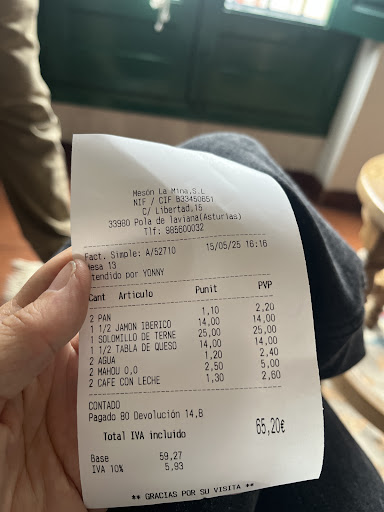 Mesón La Mina,S.L
NIF / CIF B33450651
C/ Libertad,15
33980 Pola de laviana(Asturias)
Tlf: 985600032
Fact. Simple: A/52710 15/05/25 16:16
Mesa 13
Atendido por YONNY
Cant Artículo Punit PVP
2 PAN 1,10 2,20
1 1/2 JAMON IBERICO 14,00 14,00
1 SOLOMILLO DE TERNE 25,00 25,00
1 1/2 TABLA DE QUESO 14,00 14,00
2 AGUA 1,20 2,40
2 MAHOU 0,0 2,50 5,00
2 CAFE CON LECHE 1,30 2,60
CONTADO
Pagado 80 Devolución 14,8
Total IVA incluido 65,20€
Base 59,27
IVA 10% 5,93
** GRACIAS POR SU VISITA **